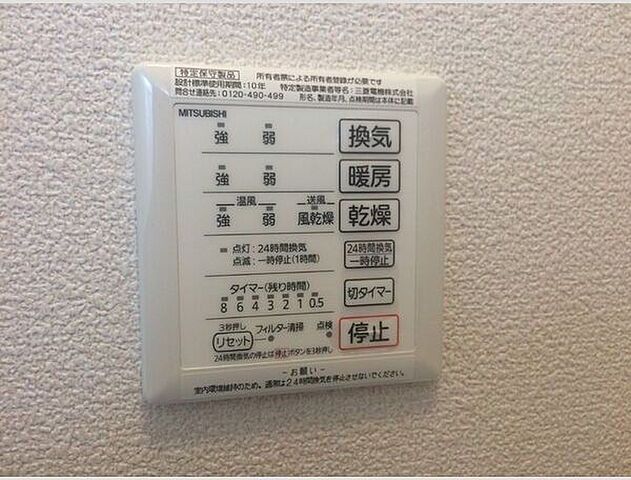 特定保守製品 所有者票による所有者登録が必要です
設計標準使用期間:10年 特定製造事業者等名:三菱電機株式会社
問合せ連絡先:0120-490-499 形名、製造年月、点検期間は本体に記載
MITSUBISHI
強 弱 換気
強 弱 暖房
温風 送風
強 弱 風乾燥 乾燥
点灯:24時間換気 24時間換気
点滅:一時停止(1時間) 一時停止
タイマー(残り時間) 切タイマー
8 6 4 3 2 1 0.5
3秒押し
リセット フィルター清掃 点検 停止
24時間換気の停止は停止ボタンを3秒押し
-お願い-
室内環境維持のため、通常は24時間換気を停止させないでください。